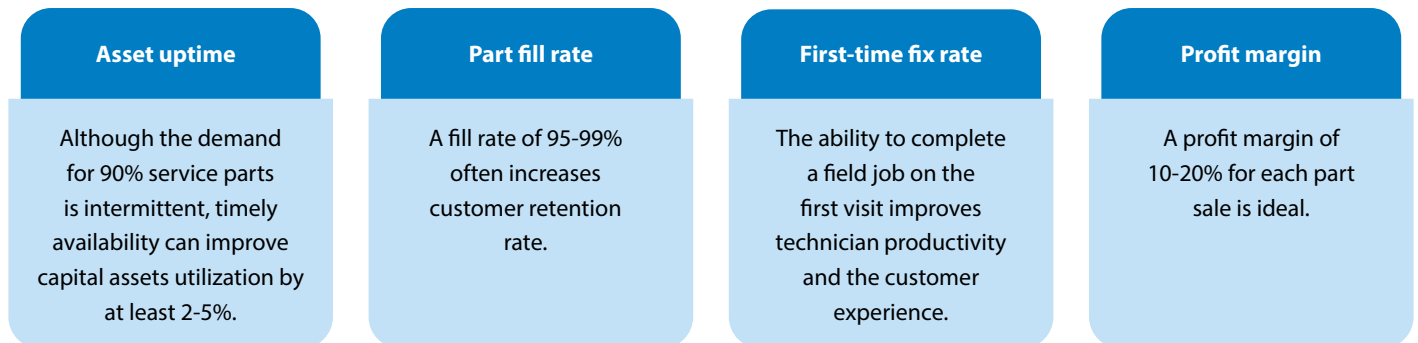 Asset uptime
Although the demand
for 90% service parts
is intermittent, timely
availability can improve
capital assets utilization by
at least 2-5%.
Part fill rate
A fill rate of 95-99%
often increases
customer retention
rate.
First-time fix rate
The ability to complete
a field job on the
first visit improves
technician productivity
and the customer
experience.
Profit margin
A profit margin of
10-20% for each part
sale is ideal.